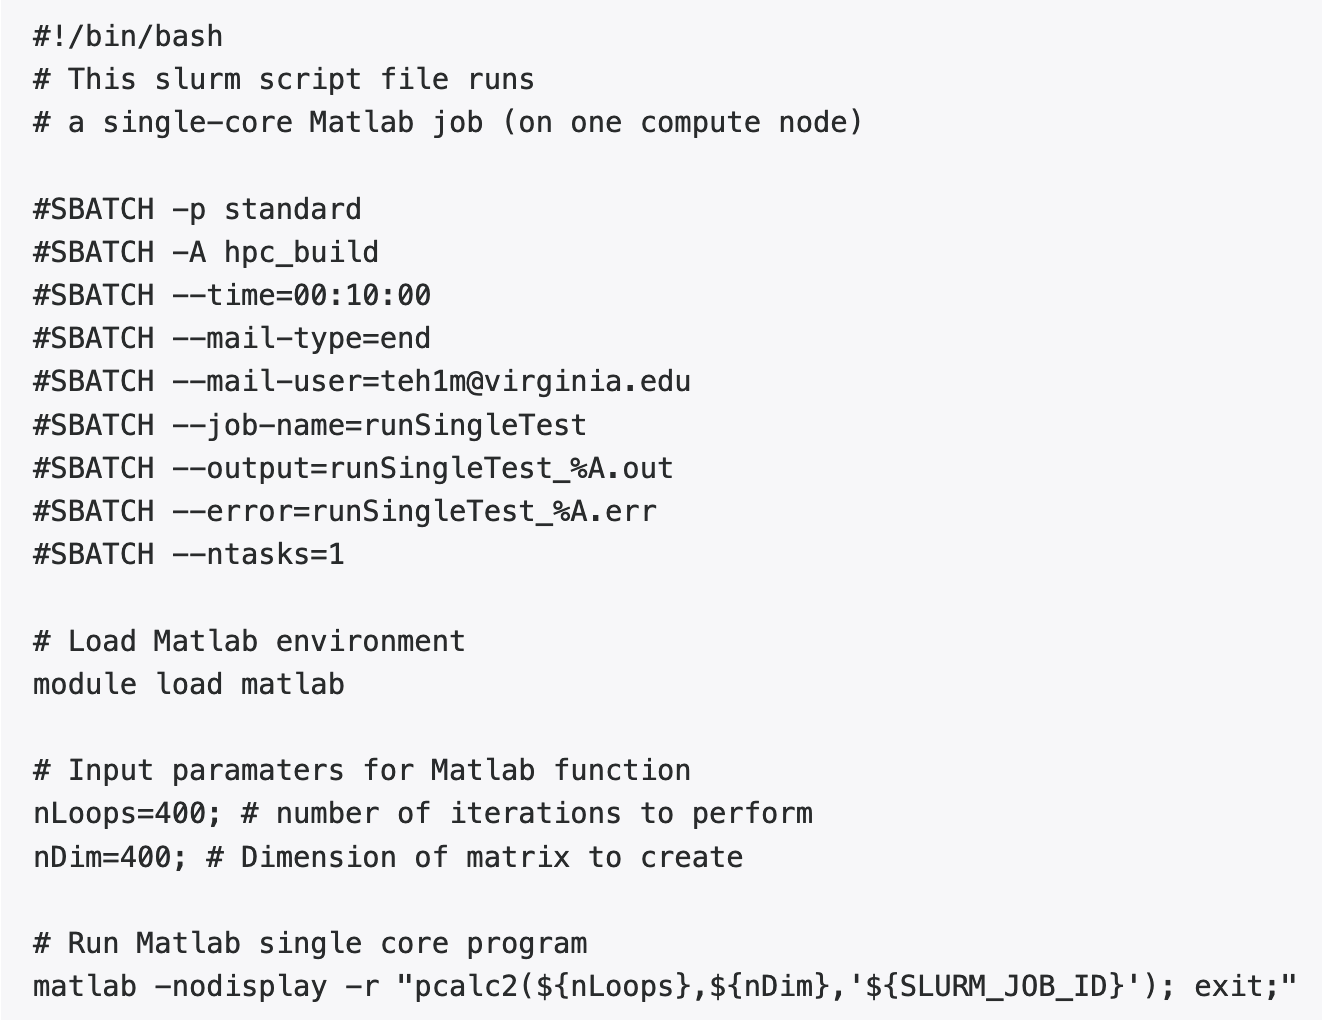 #!/bin/bash
# This slurm script file runs
# a single-core Matlab job (on one compute node)
#SBATCH -p standard
#SBATCH -A hpc_build
#SBATCH --time=00:10:00
#SBATCH --mail-type=end
#SBATCH --mail-user=teh1m@virginia.edu
#SBATCH --job-name=runSingleTest
#SBATCH --output=runSingleTest_%A.out
#SBATCH --error=runSingleTest_%A.err
#SBATCH --ntasks=1
# Load Matlab environment
module load matlab
# Input paramaters for Matlab function
nLoops=400; # number of iterations to perform
nDim=400; # Dimension of matrix to create
# Run Matlab single core program
matlab -nodisplay -r "pcalc2(${nLoops},${nDim},'${SLURM_JOB_ID}'); exit;"